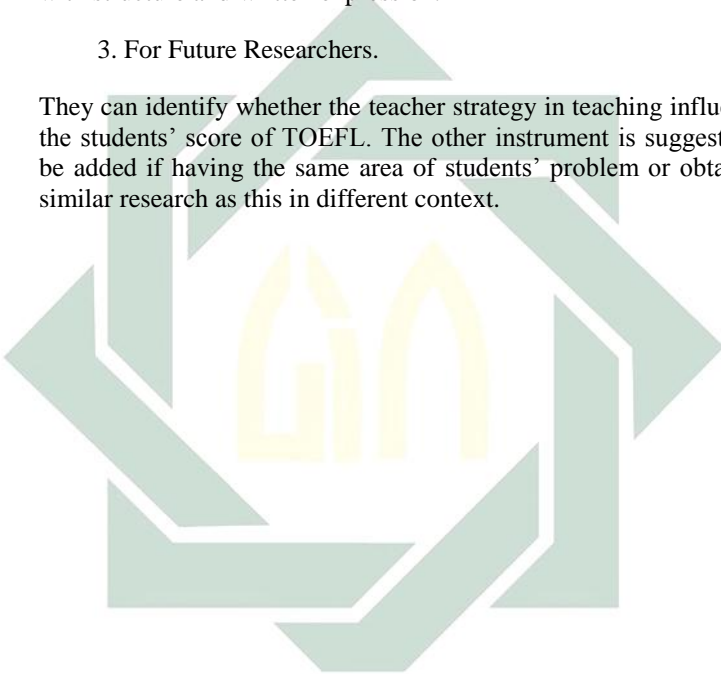 3. For Future Researchers.
They can identify whether the teacher strategy in teaching influ
the students’ score of TOEFL. The other instrument is suggest
be added if having the same area of students’ problem or obta
similar research as this in different context.